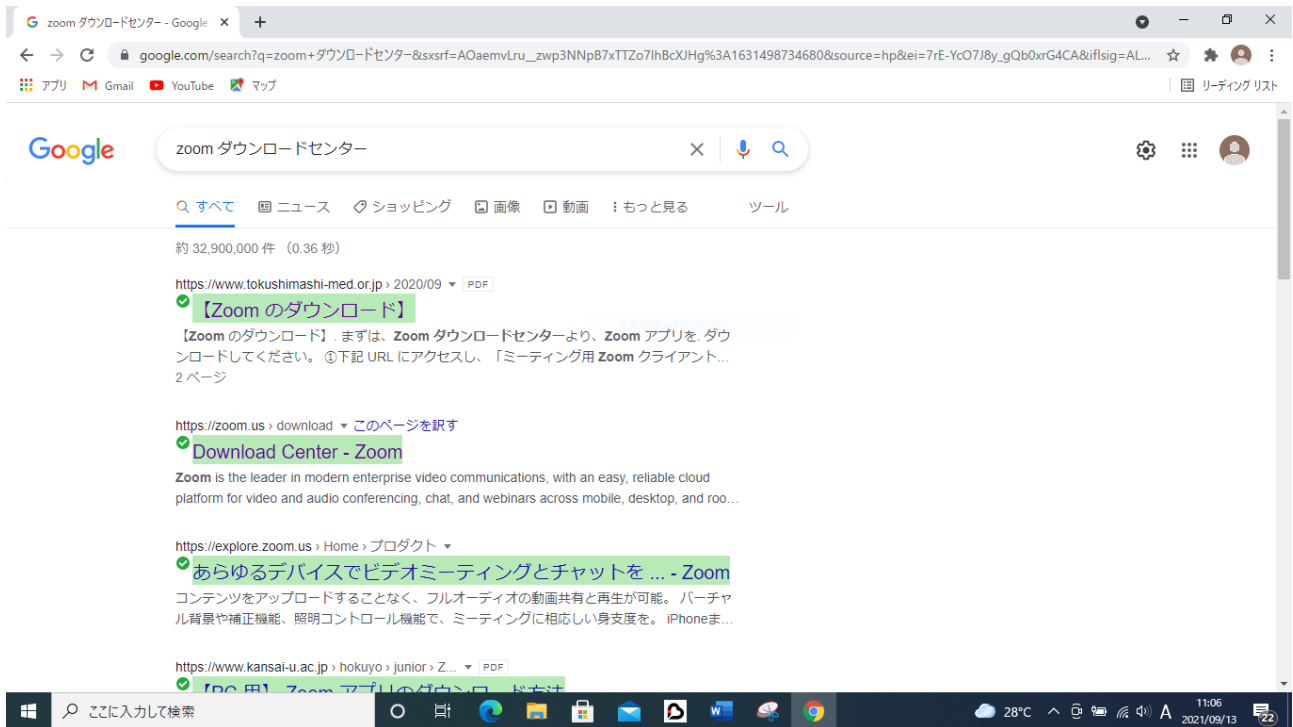 zoom ダウンロードセンター - Google
google.com/search?q=zoom+ダウンロードセンター&sxsrf=AOaemvLru__zwp3NNpB7xTTZo7IhBcXJHg%3A1631498734680&source=hp&ei=7rE-YcO7J8y_gQb0xrG4CA&iflsig=AL...
アプリ Gmail YouTube マップ リーディング リスト
Google zoom ダウンロードセンター
すべて ニュース ショッピング 画像 動画 もっと見る ツール
約 32,900,000 件 （0.36 秒）
https://www.tokushimashi-med.or.jp › 2020/09 PDF
【Zoom のダウンロード】
【Zoom のダウンロード】. まずは、Zoom ダウンロードセンターより、Zoom アプリを. ダウ
ンロードしてください。 ①下記 URL にアクセスし、「ミーティング用 Zoom クライアント...
2 ページ
https://zoom.us › download このページを訳す
Download Center - Zoom
Zoom is the leader in modern enterprise video communications, with an easy, reliable cloud
platform for video and audio conferencing, chat, and webinars across mobile, desktop, and roo...
https://explore.zoom.us › Home › プロダクト
あらゆるデバイスでビデオミーティングとチャットを ... - Zoom
コンテンツをアップロードすることなく、フルオーディオの動画共有と再生が可能。 バーチャ
ル背景や補正機能、照明コントロール機能で、ミーティングに相応しい身支度を。 iPhoneま...
https://www.kansai-u.ac.jp › hokuyo › junior › Z... PDF
【PC 用】 Zoom アプリのダウンロード方法
ここに入力して検索 28°C A 11:06
2021/09/13 22